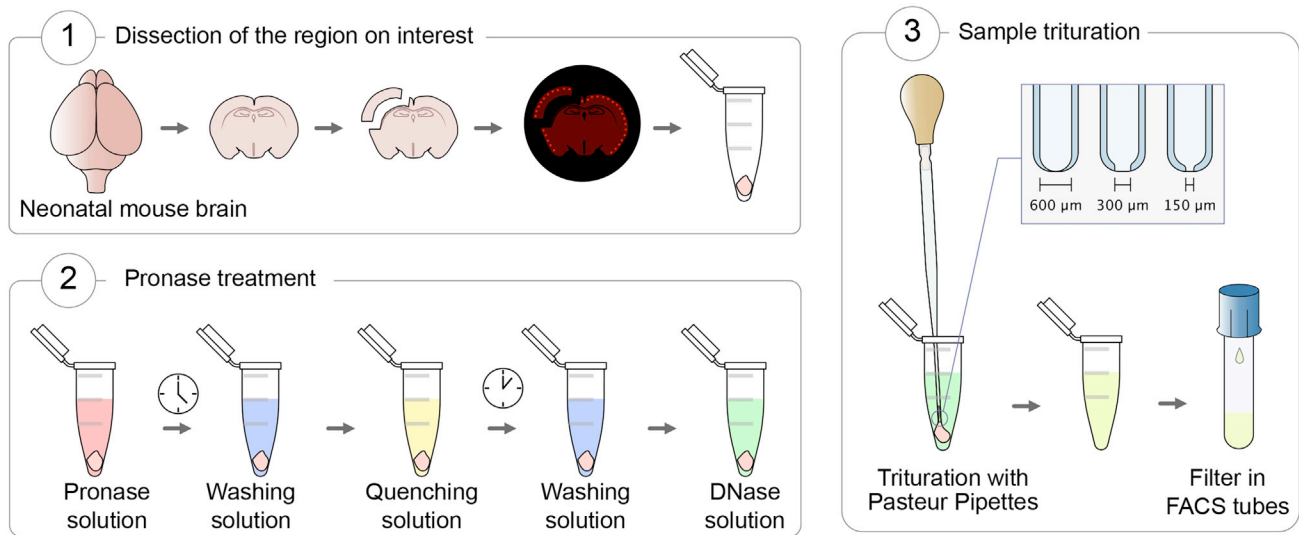 1
Dissection of the region on interest
Neonatal mouse brain
2
Pronase treatment
Pronase
solution
Washing
solution
Quenching
solution
Washing
solution
DNase
solution
3
Sample trituration
600 µm
300 µm
150 µm
Trituration with
Pasteur Pipettes
Filter in
FACS tubes